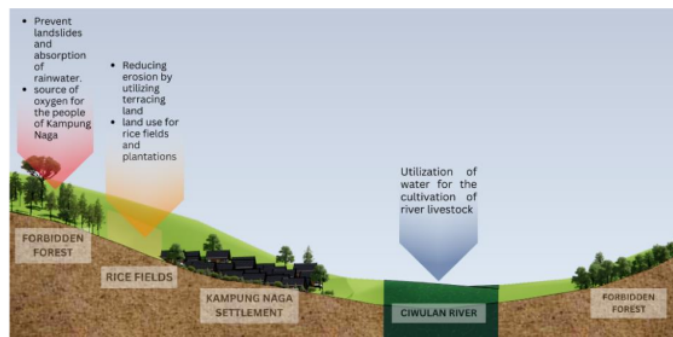 • Prevent
landslides
and
absorption
of
rainwater.
• source of
oxygen for
the people
of Kampung
Naga
• Reducing
erosion by
utilizing
terracing
land
• land use for
rice fields
and
plantations
Utilization of
water for the
cultivation of
river livestock
FORBIDDEN
FOREST
RICE FIELDS
KAMPUNG NAGA
SETTLEMENT
CIWULAN RIVER
FORBIDDEN
FOREST